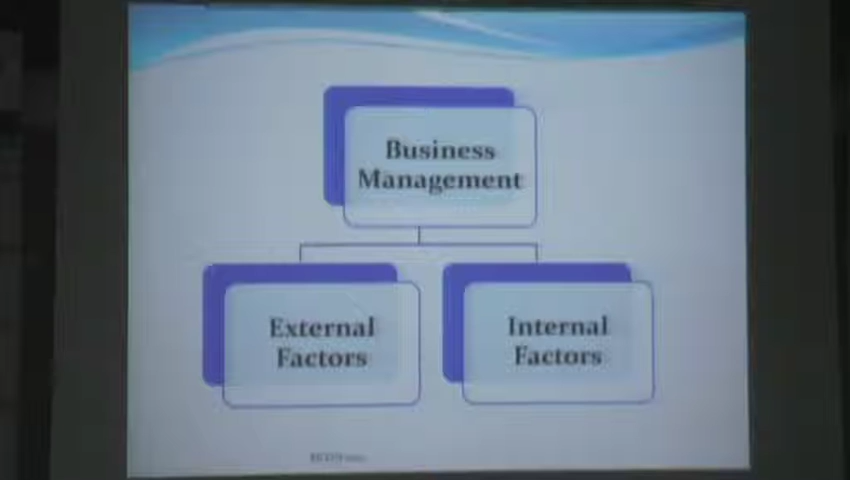 Business
Management
External
Factors
Internal
Factors